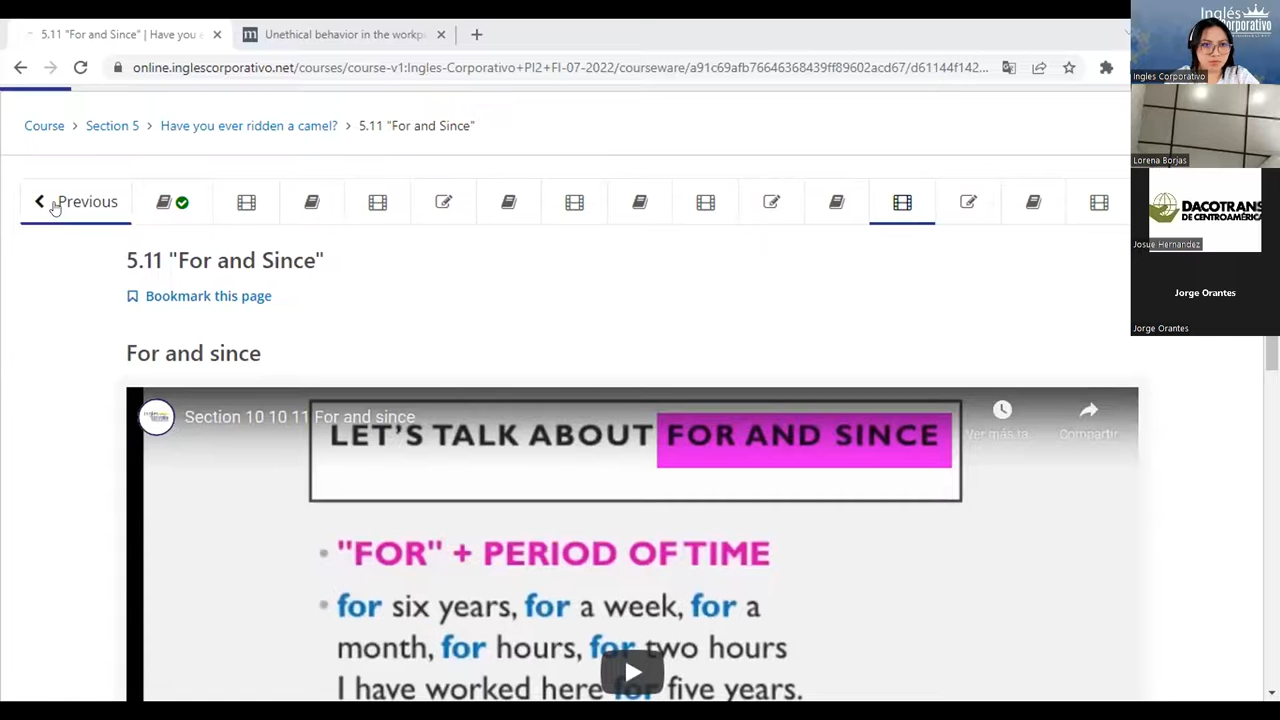 5.11 "For and Since" | Have you e
Unethical behavior in the workp
online.inglescorporativo.net/courses/course-v1:Ingles-Corporativo+PI2+FI-07-2022/courseware/a91c69afb76646368439ff89602acd67/d61144f142...
Course > Section 5 > Have you ever ridden a camel? > 5.11 "For and Since"
Previous
5.11 "For and Since"
Bookmark this page
For and since
Section 10 10 11 For and since
Ver más ta...
Compartir
LET'S TALK ABOUT FOR AND SINCE
• "FOR" + PERIOD OF TIME
• for six years, for a week, for a
month, for hours, for two hours
I have worked here for five years.
Inglés
Corporativo
Ingles Corporativo
Lorena Borjas
DACOTRANS
DE CENTROAMÉRICA
Josue Hernandez
Jorge Orantes
Jorge Orantes